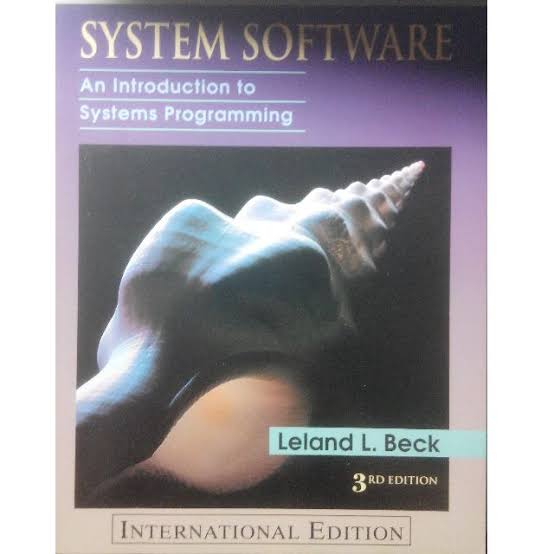 SYSTEM SOFTWARE
An Introduction to
Systems Programming
Leland L. Beck
3RD EDITION
INTERNATIONAL EDITION